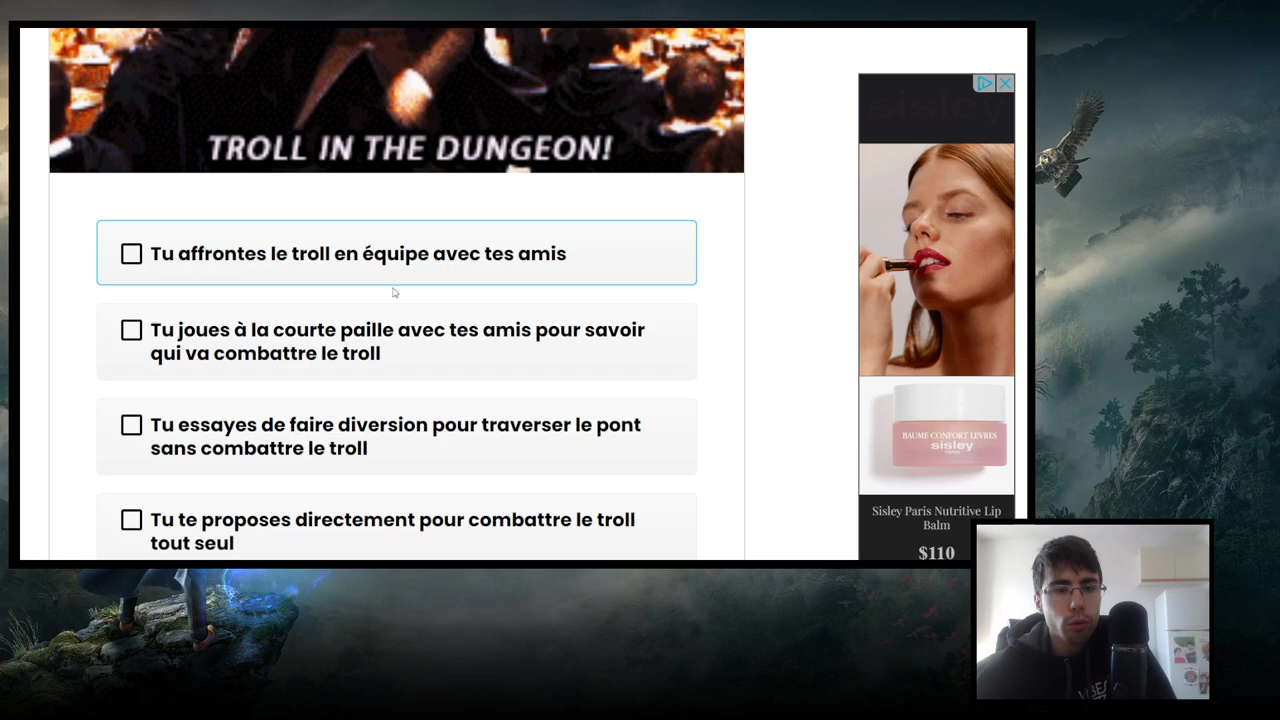 TROLL IN THE DUNGEON!
Tu affrontes le troll en équipe avec tes amis
Tu joues à la courte paille avec tes amis pour savoir
qui va combattre le troll
Tu essayes de faire diversion pour traverser le pont
sans combattre le troll
Tu te proposes directement pour combattre le troll
tout seul
sisley
BAUME CONFORT LEVRES
sisley
Sisley Paris Nutritive Lip
Balm
$110